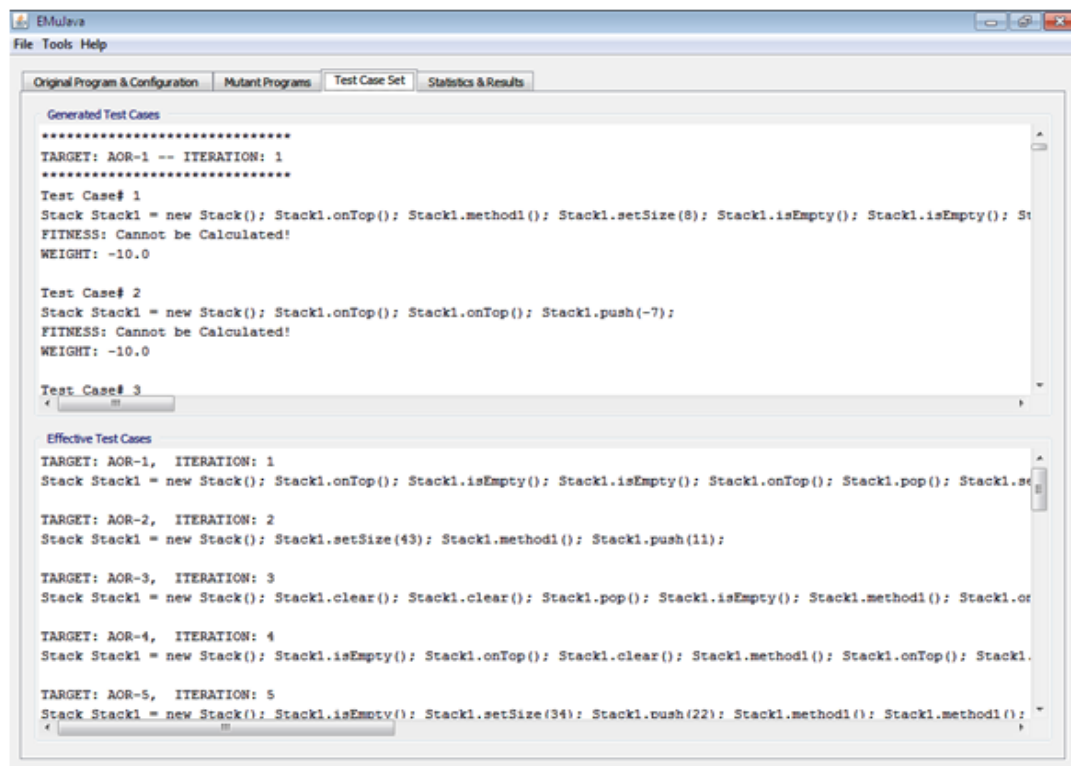 EMuJava
File Tools Help
Original Program & Configuration Mutant Programs Test Case Set Statistics & Results
Generated Test Cases
*******************************
TARGET: AOR-1 -- ITERATION: 1
*******************************
Test Case# 1
Stack Stack1 = new Stack(); Stack1.onTop(); Stack1.method1(); Stack1.setSize(8); Stack1.isEmpty(); Stack1.isEmpty(); St
FITNESS: Cannot be Calculated!
WEIGHT: -10.0
Test Case# 2
Stack Stack1 = new Stack(); Stack1.onTop(); Stack1.onTop(); Stack1.push(-7);
FITNESS: Cannot be Calculated!
WEIGHT: -10.0
Test Case# 3
Effective Test Cases
TARGET: AOR-1, ITERATION: 1
Stack Stack1 = new Stack(); Stack1.onTop(); Stack1.isEmpty(); Stack1.isEmpty(); Stack1.onTop(); Stack1.pop(); Stack1.se
TARGET: AOR-2, ITERATION: 2
Stack Stack1 = new Stack(); Stack1.setSize(43); Stack1.method1(); Stack1.push(11);
TARGET: AOR-3, ITERATION: 3
Stack Stack1 = new Stack(); Stack1.clear(); Stack1.clear(); Stack1.pop(); Stack1.isEmpty(); Stack1.method1(); Stack1.on
TARGET: AOR-4, ITERATION: 4
Stack Stack1 = new Stack(); Stack1.isEmpty(); Stack1.onTop(); Stack1.clear(); Stack1.method1(); Stack1.onTop(); Stack1.
TARGET: AOR-5, ITERATION: 5
Stack Stack1 = new Stack(); Stack1.isEmpty(); Stack1.setSize(34); Stack1.push(22); Stack1.method1(); Stack1.method1();